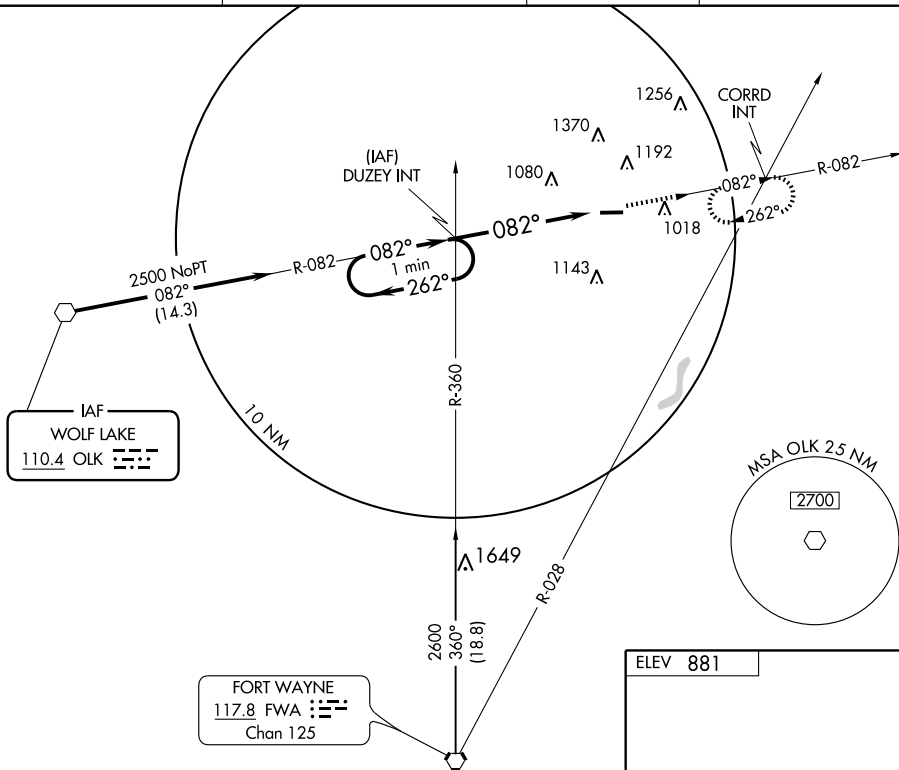 1256
CORRD
INT
1370
1192
(IAF)
DUZEY INT
1080
082°
R-082
262°
1018
082°
082°
R-082
1 min
262°
2500 NoPT
082°
(14.3)
1143
R-360
10 NM
IAF
WOLF LAKE
110.4 OLK
MSA OLK 25 NM
2700
1649
R-028
2600
360°
(18.8)
ELEV 881
FORT WAYNE
117.8 FWA
Chan 125